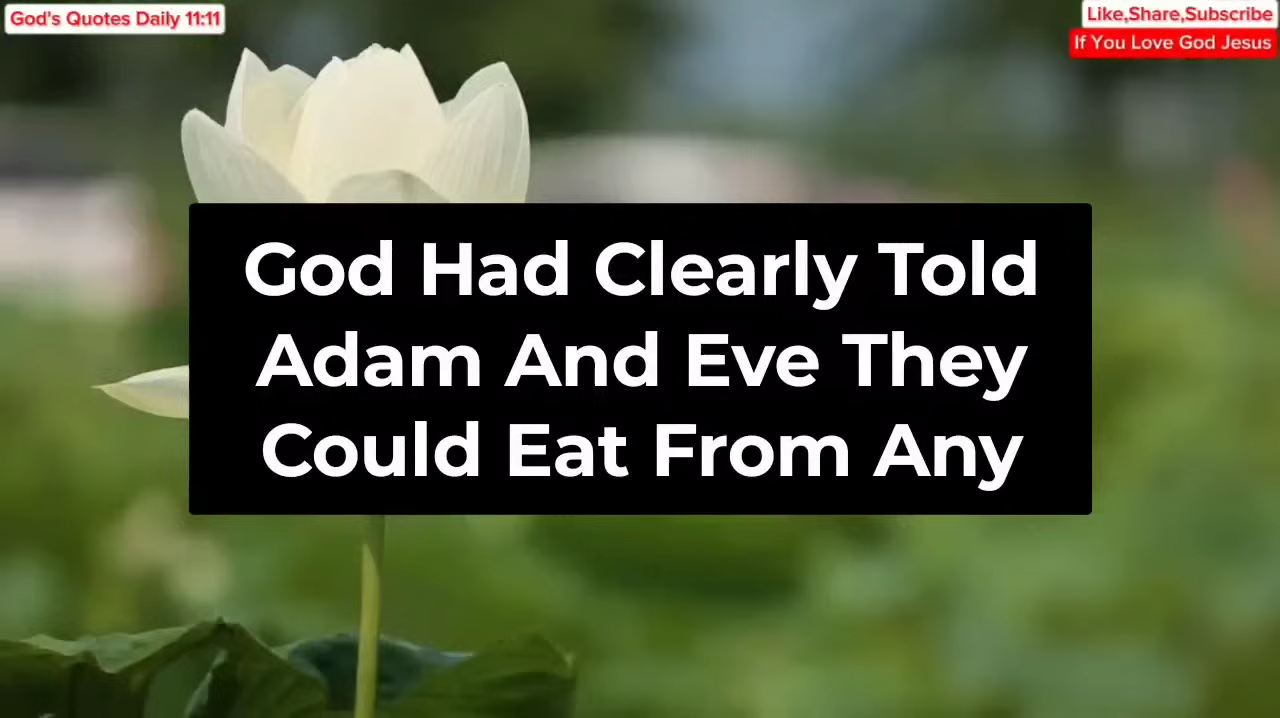 God's Quotes Daily 11:11
Like,Share,Subscribe
If You Love God Jesus
God Had Clearly Told
Adam And Eve They
Could Eat From Any